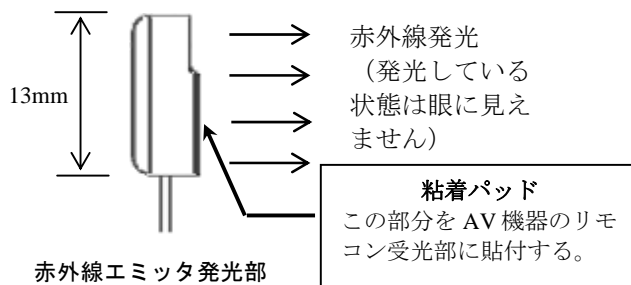 13mm
赤外線発光
（発光している
状態は眼に見え
ません）
粘着パッド
この部分を AV 機器のリモ
コン受光部に貼付する。
赤外線エミッタ発光部